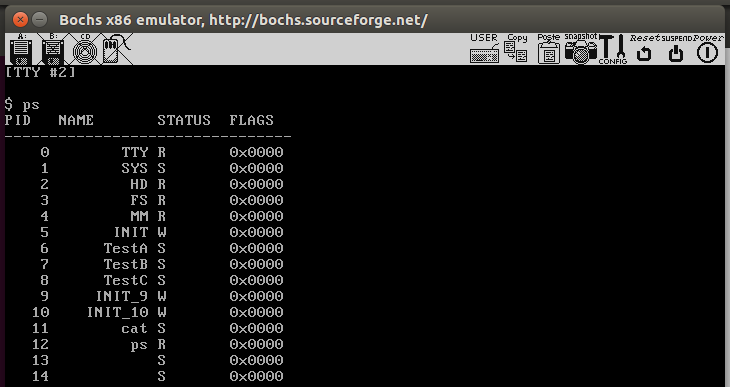 Bochs x86 emulator, http://bochs.sourceforge.net/
A: B: CD USER Copy Paste snapshot CONFIG Reset SUSPEND Power
[TTY #2]
$ ps
PID NAME STATUS FLAGS
--------------------------------
0 TTY R 0x0000
1 SYS S 0x0000
2 HD R 0x0000
3 FS R 0x0000
4 MM R 0x0000
5 INIT W 0x0000
6 TestA S 0x0000
7 TestB S 0x0000
8 TestC S 0x0000
9 INIT_9 W 0x0000
10 INIT_10 W 0x0000
11 cat S 0x0000
12 ps R 0x0000
13 S 0x0000
14 S 0x0000